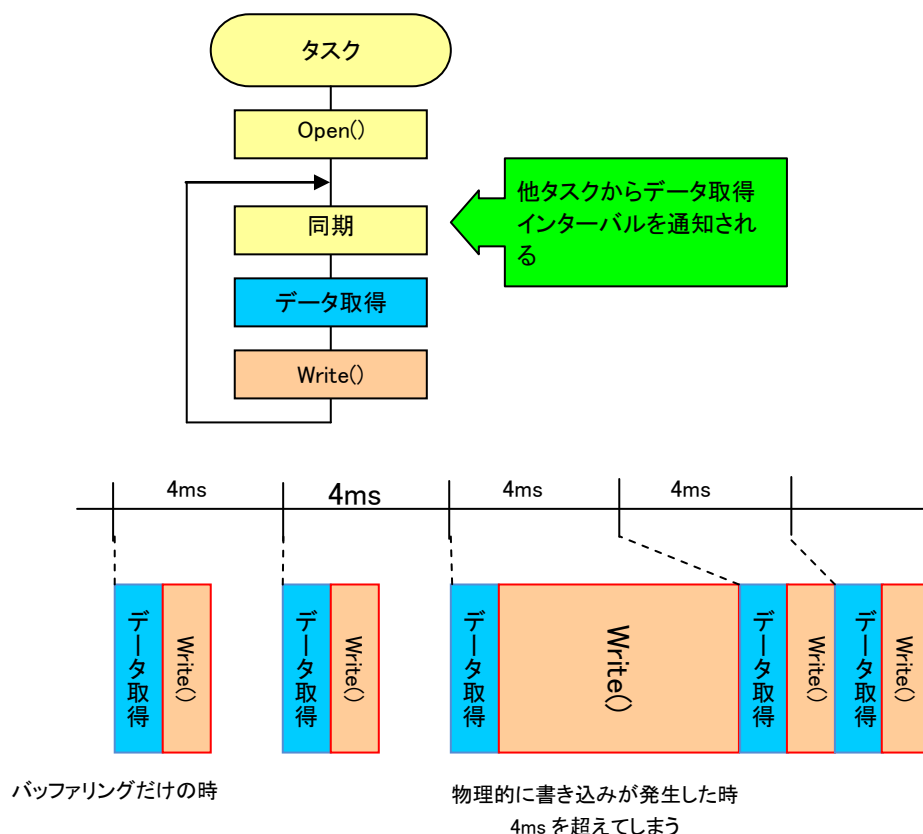 タスク
Open()
同期
他タスクからデータ取得
インターバルを通知され
る
データ取得
Write()
4ms
4ms
4ms
4ms
データ取得
Write()
データ取得
Write()
データ取得
Write()
データ取得
Write()
データ取得
Write()
バッファリングだけの時
物理的に書き込みが発生した時
4ms を超えてしまう